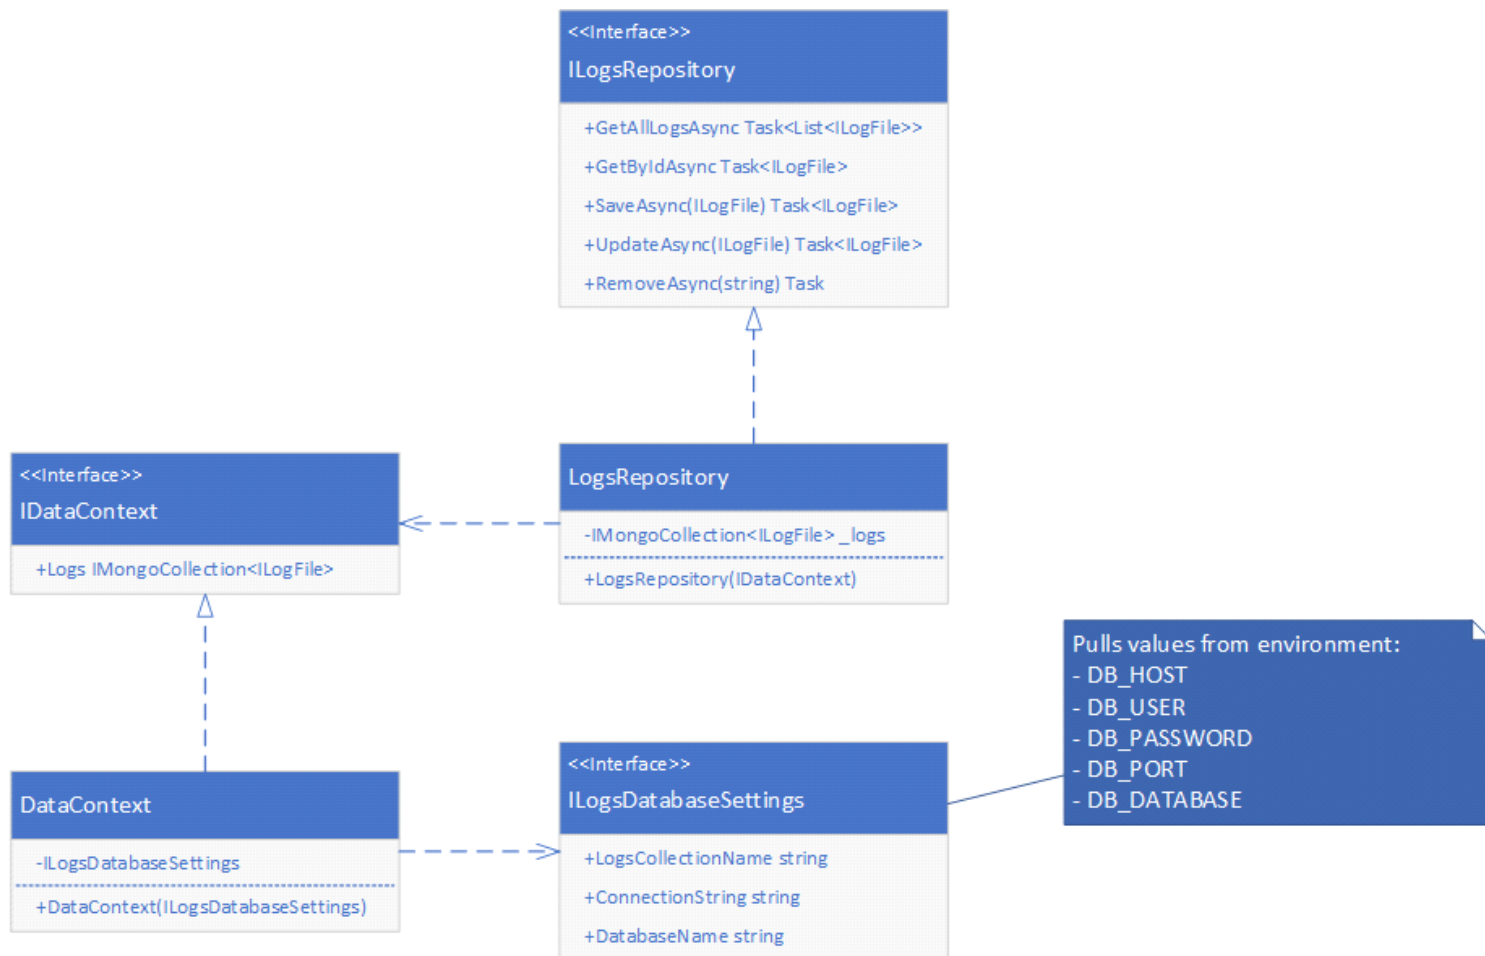 <<Interface>>
ILogsRepository
+GetAllLogsAsync Task<List<ILogFile>>
+GetByIdAsync Task<ILogFile>
+SaveAsync(ILogFile) Task<ILogFile>
+UpdateAsync(ILogFile) Task<ILogFile>
+RemoveAsync(string) Task
<<Interface>>
IDataContext
+Logs IMongoCollection<ILogFile>
LogsRepository
-IMongoCollection<ILogFile> _logs
+LogsRepository(IDataContext)
Pulls values from environment:
- DB_HOST
- DB_USER
- DB_PASSWORD
- DB_PORT
- DB_DATABASE
DataContext
-ILogsDatabaseSettings
+DataContext(ILogsDatabaseSettings)
<<Interface>>
ILogsDatabaseSettings
+LogsCollectionName string
+ConnectionString string
+DatabaseName string